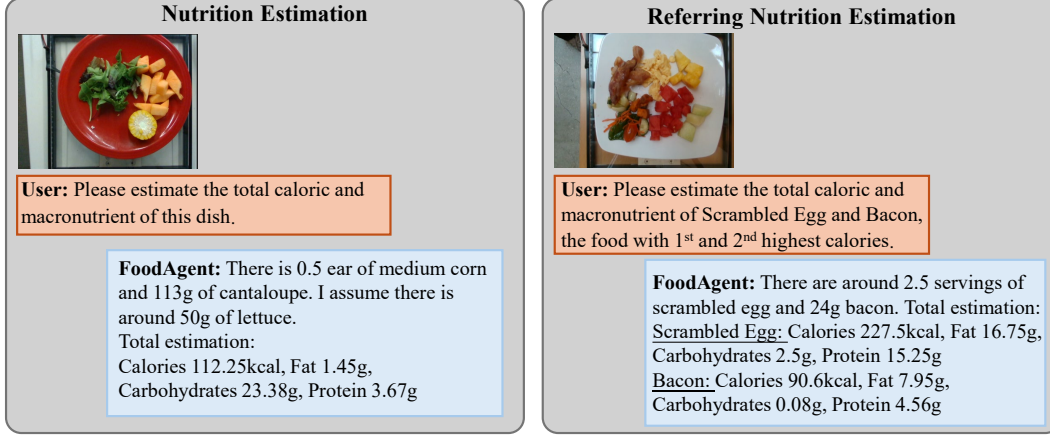 Nutrition Estimation
User: Please estimate the total caloric and
macronutrient of this dish.
FoodAgent: There is 0.5 ear of medium corn
and 113g of cantaloupe. I assume there is
around 50g of lettuce.
Total estimation:
Calories 112.25kcal, Fat 1.45g,
Carbohydrates 23.38g, Protein 3.67g
Referring Nutrition Estimation
User: Please estimate the total caloric and
macronutrient of Scrambled Egg and Bacon,
the food with 1st and 2nd highest calories.
FoodAgent: There are around 2.5 servings of
scrambled egg and 24g bacon. Total estimation:
Scrambled Egg: Calories 227.5kcal, Fat 16.75g,
Carbohydrates 2.5g, Protein 15.25g
Bacon: Calories 90.6kcal, Fat 7.95g,
Carbohydrates 0.08g, Protein 4.56g